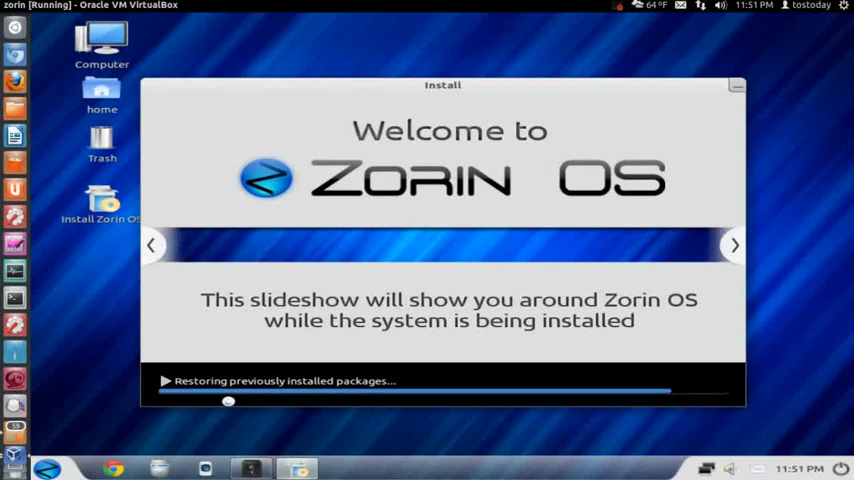 zorin [Running] - Oracle VM VirtualBox
64 °F
11:51 PM
tostoday
Computer
home
Trash
Install Zorin OS
Install
Welcome to
ZORIN OS
This slideshow will show you around Zorin OS
while the system is being installed
Restoring previously installed packages...
59
11:51 PM